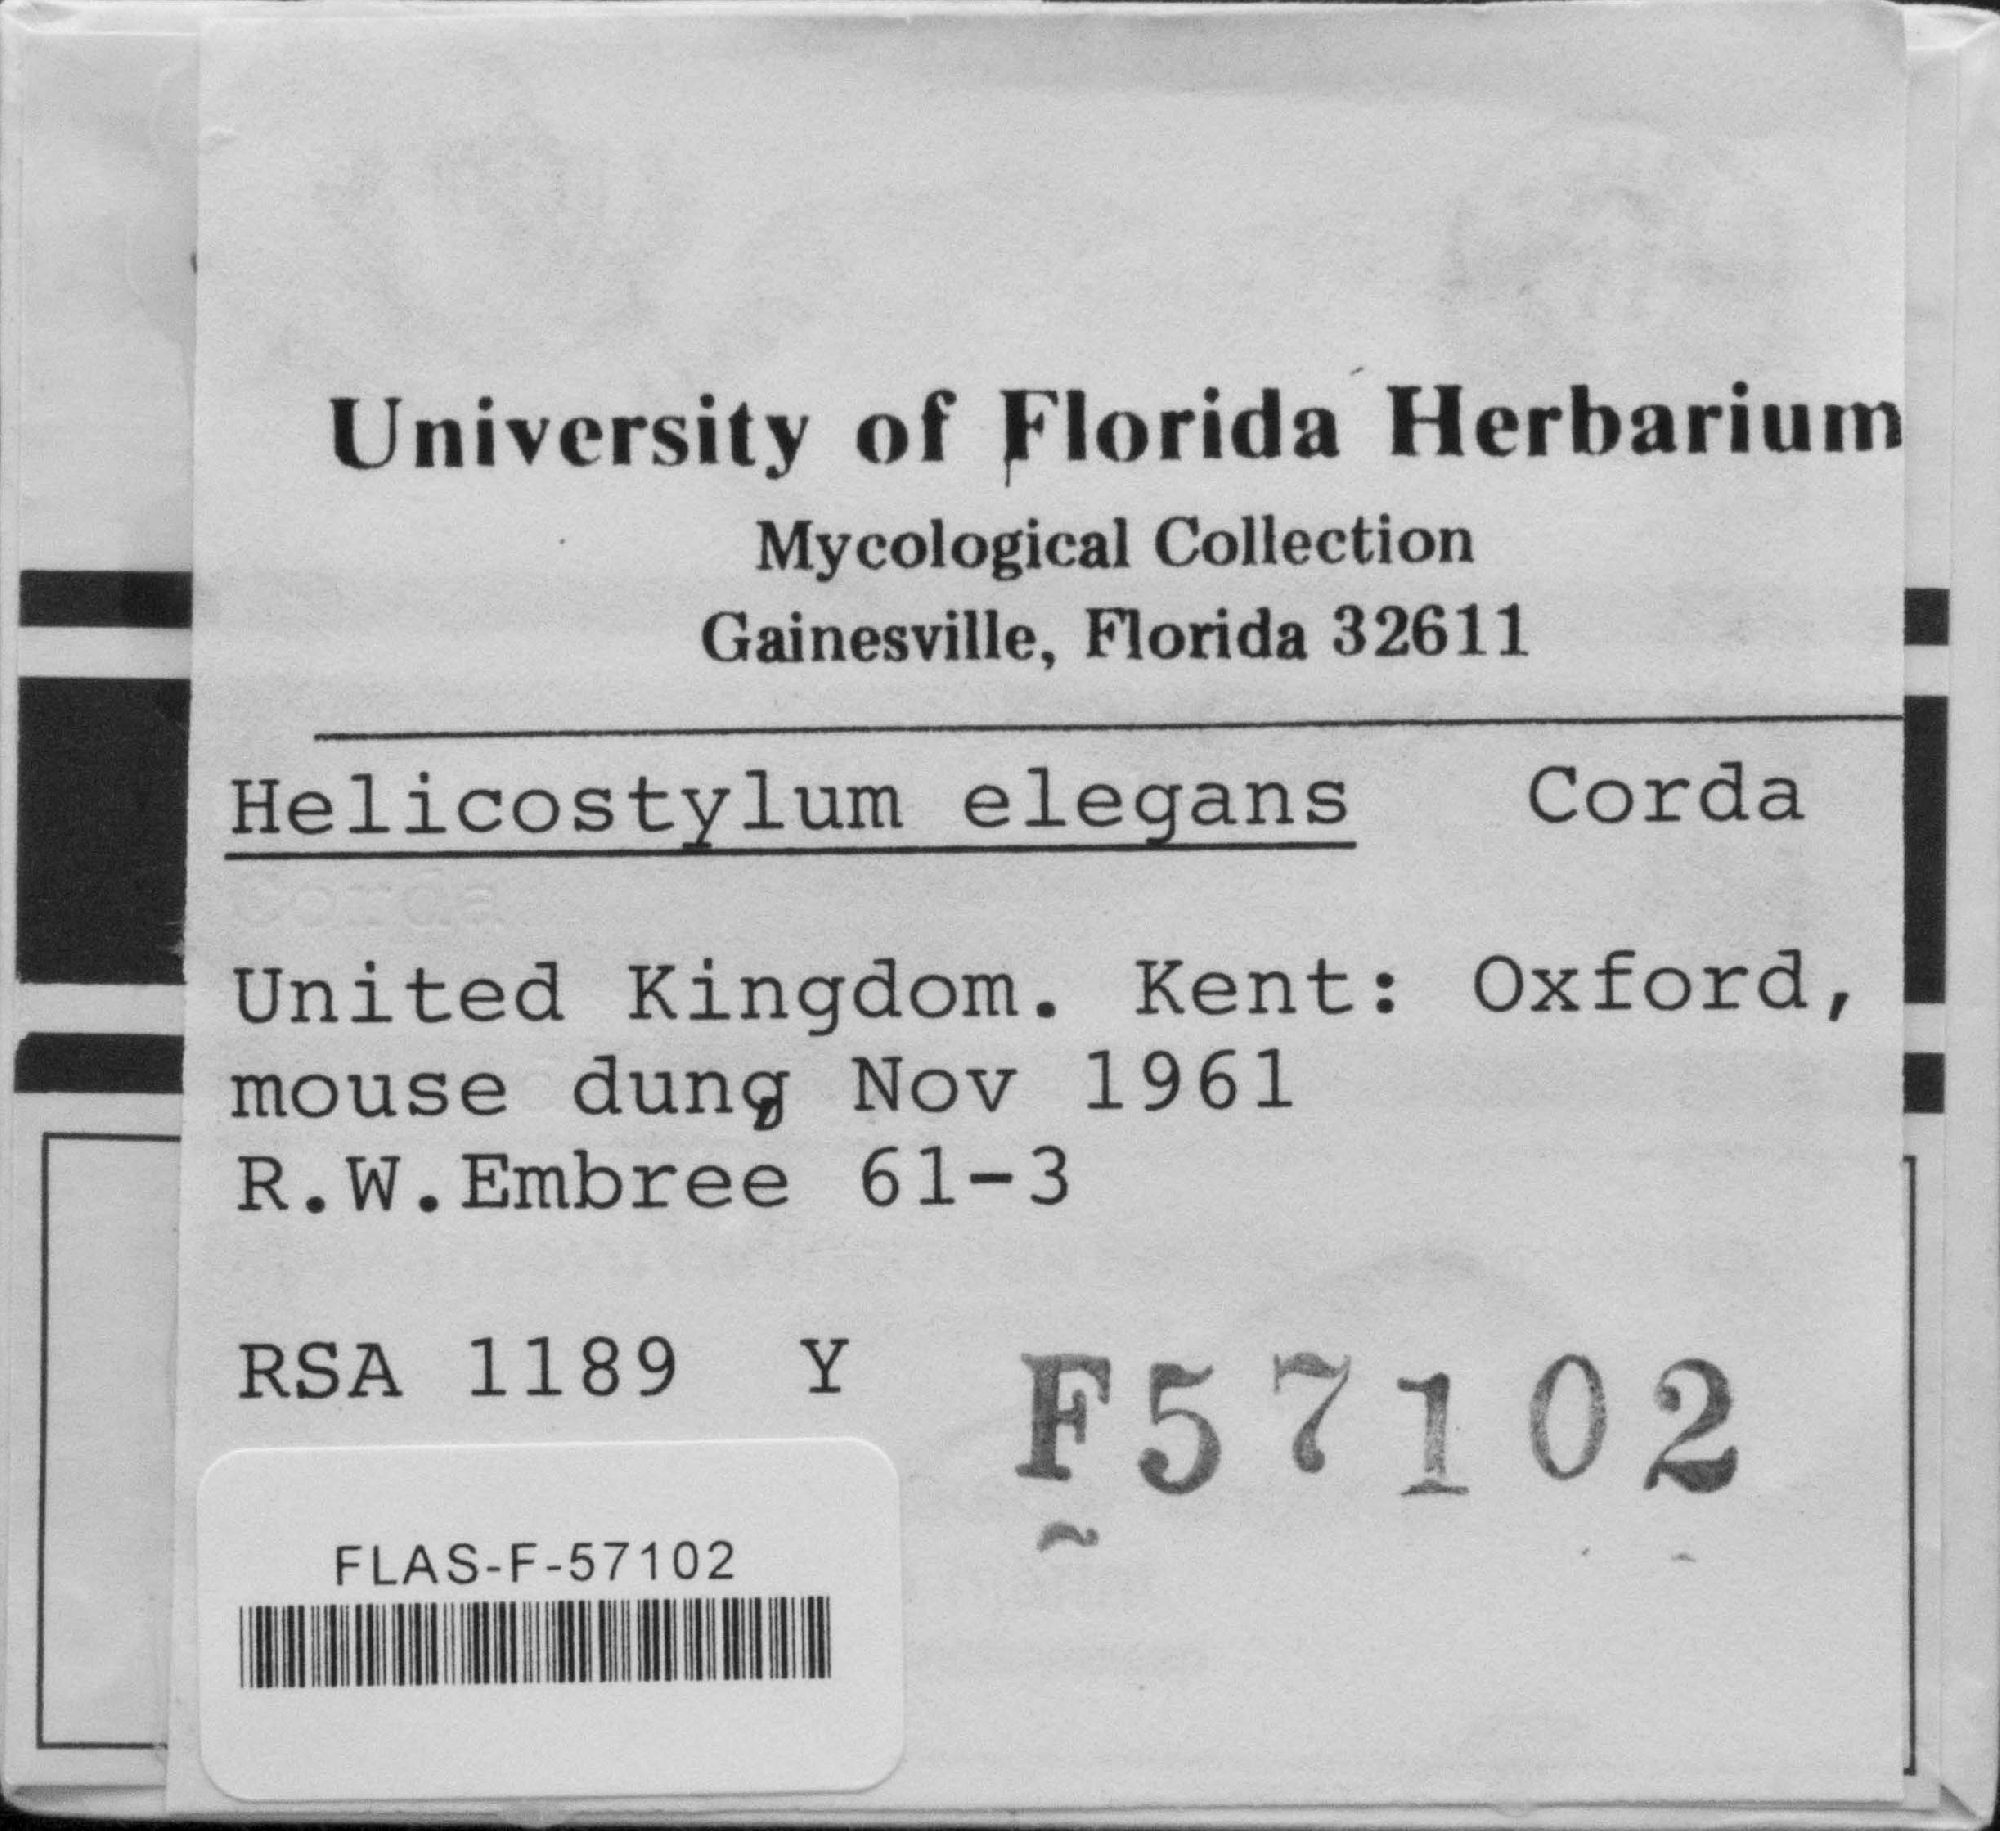 University of Florida Herbarium
Mycological Collection
Gainesville, Florida 32611
Helicostylum elegans Corda
Corda
United Kingdom. Kent: Oxford,
mouse dung Nov 1961
R.W.Embree 61-3
RSA 1189 Y
F57102
FLAS-F-57102